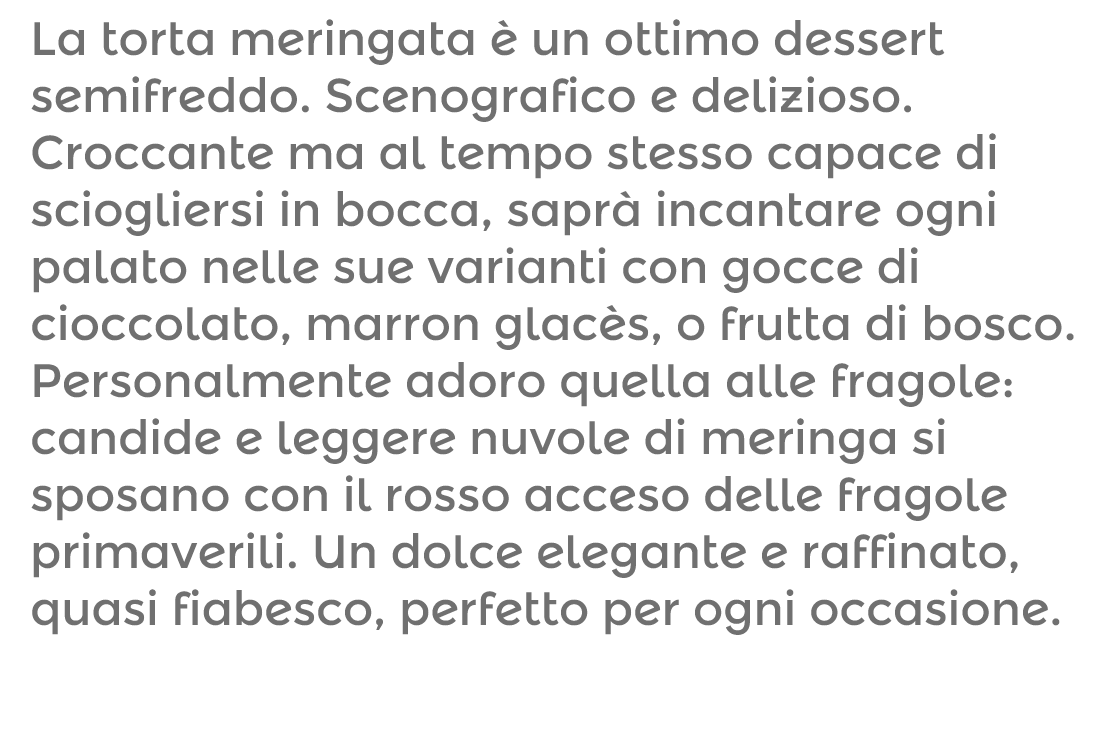 La torta meringata è un ottimo dessert
semifreddo. Scenografico e delizioso.
Croccante ma al tempo stesso capace di
sciogliersi in bocca, saprà incantare ogni
palato nelle sue varianti con gocce di
cioccolato, marron glacès, o frutta di bosco.
Personalmente adoro quella alle fragole:
candide e leggere nuvole di meringa si
sposano con il rosso acceso delle fragole
primaverili. Un dolce elegante e raffinato,
quasi fiabesco, perfetto per ogni occasione.